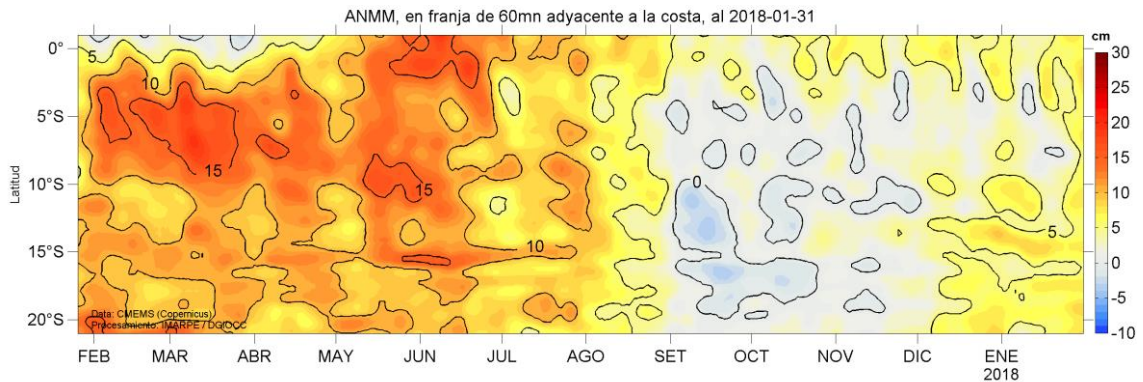 ANMM, en franja de 60mn adyacente a la costa, al 2018-01-31
cm
Latitud
0°
5°S
10°S
15°S
20°S
5
10
15
15
10
0
5
30
25
20
15
10
5
0
-5
-10
Data: CMEMS (Copernicus)
Procesamiento: IMARPE / DGIOCC
FEB MAR ABR MAY JUN JUL AGO SET OCT NOV DIC ENE
2018